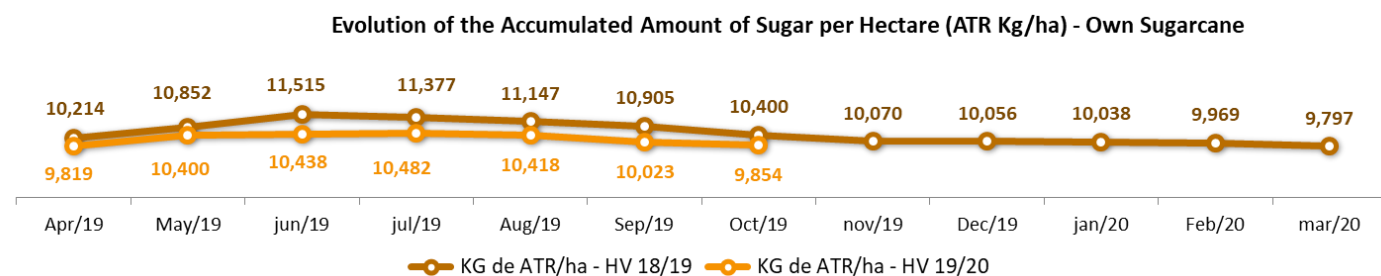 Evolution of the Accumulated Amount of Sugar per Hectare (ATR Kg/ha) - Own Sugarcane
10,214 10,852 11,515 11,377 11,147 10,905 10,400 10,070 10,056 10,038 9,969 9,797
9,819 10,400 10,438 10,482 10,418 10,023 9,854
Apr/19 May/19 jun/19 jul/19 Aug/19 Sep/19 Oct/19 nov/19 Dec/19 jan/20 Feb/20 mar/20
KG de ATR/ha - HV 18/19 KG de ATR/ha - HV 19/20